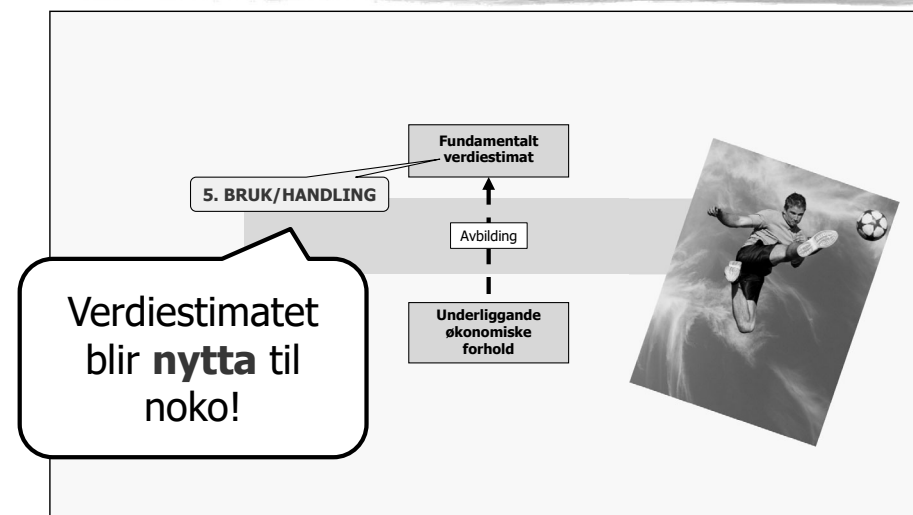 Fundamentalt
verdiestimat
5. BRUK/HANDLING
Avbilding
Verdiestimatet
blir nytta til
noko!
Underliggande
økonomiske
forhold